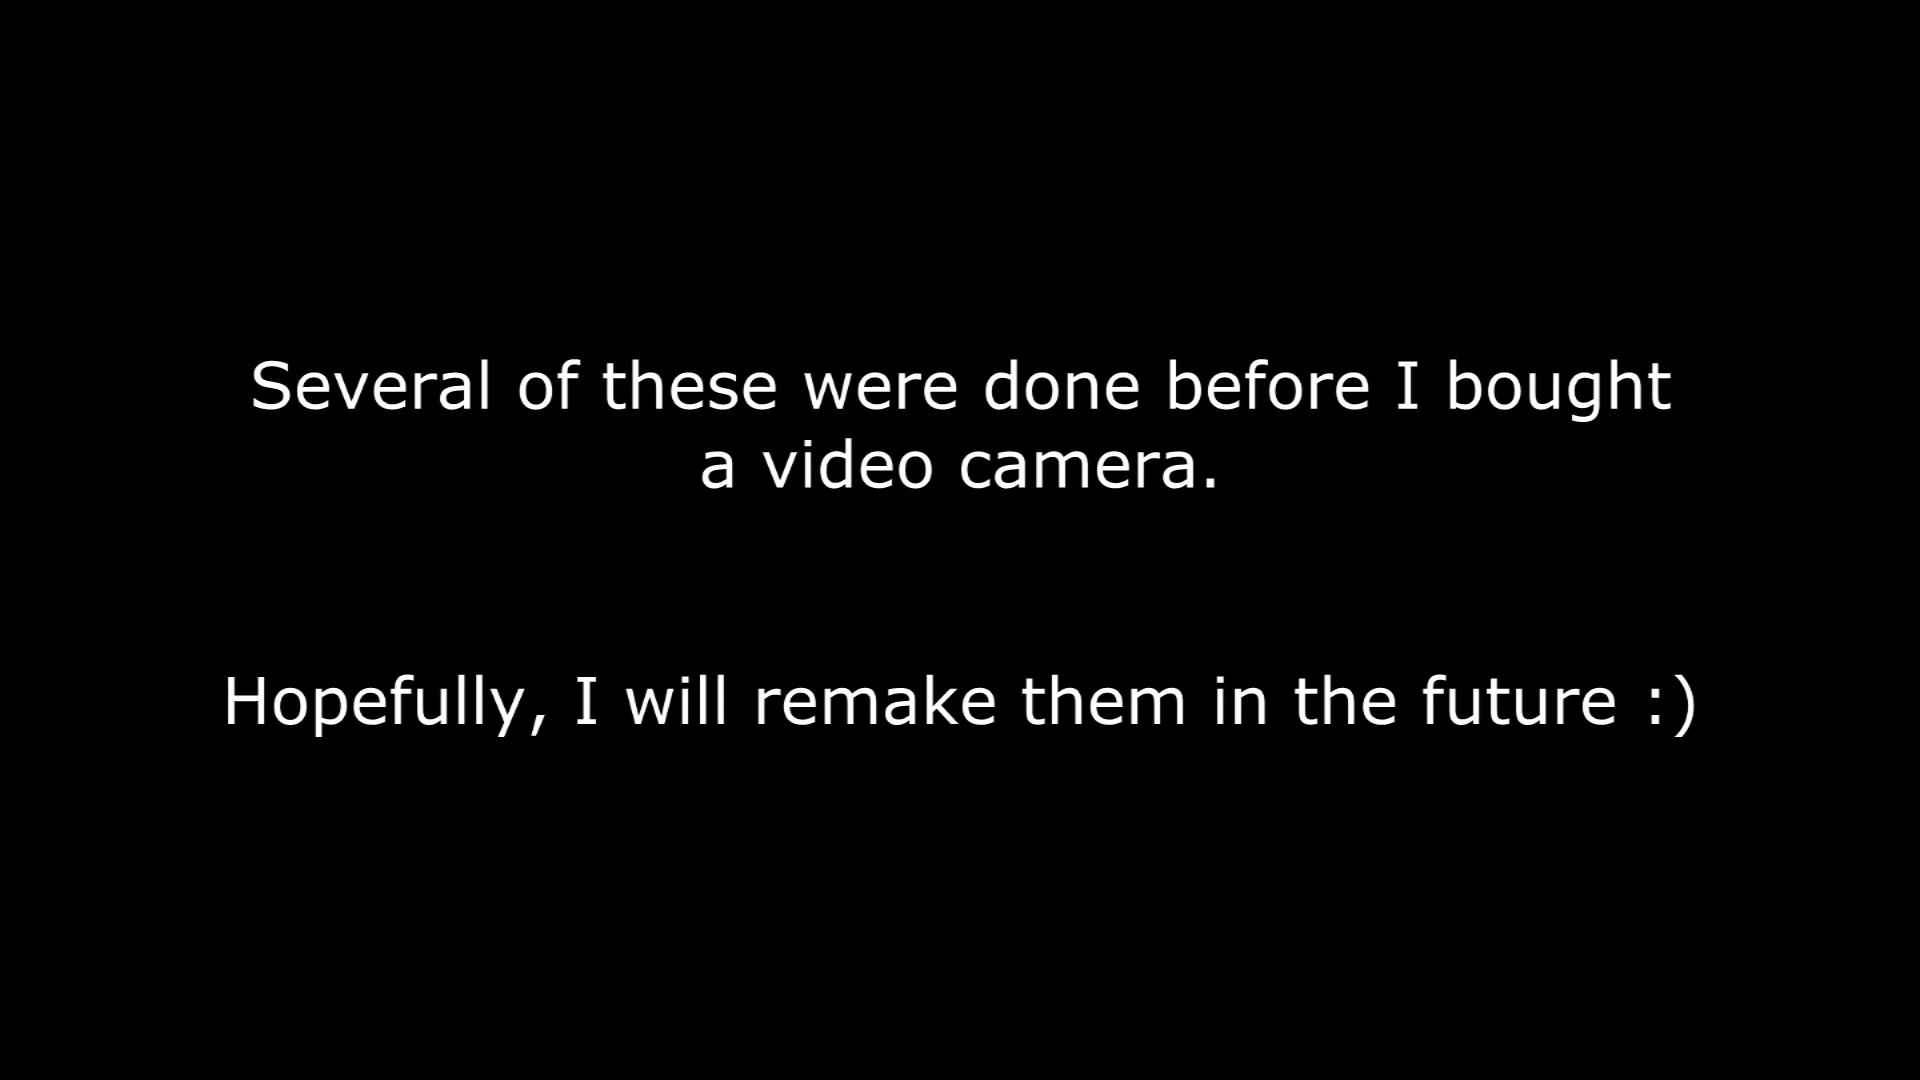 Several of these were done before I bought
a video camera.
Hopefully, I will remake them in the future :)